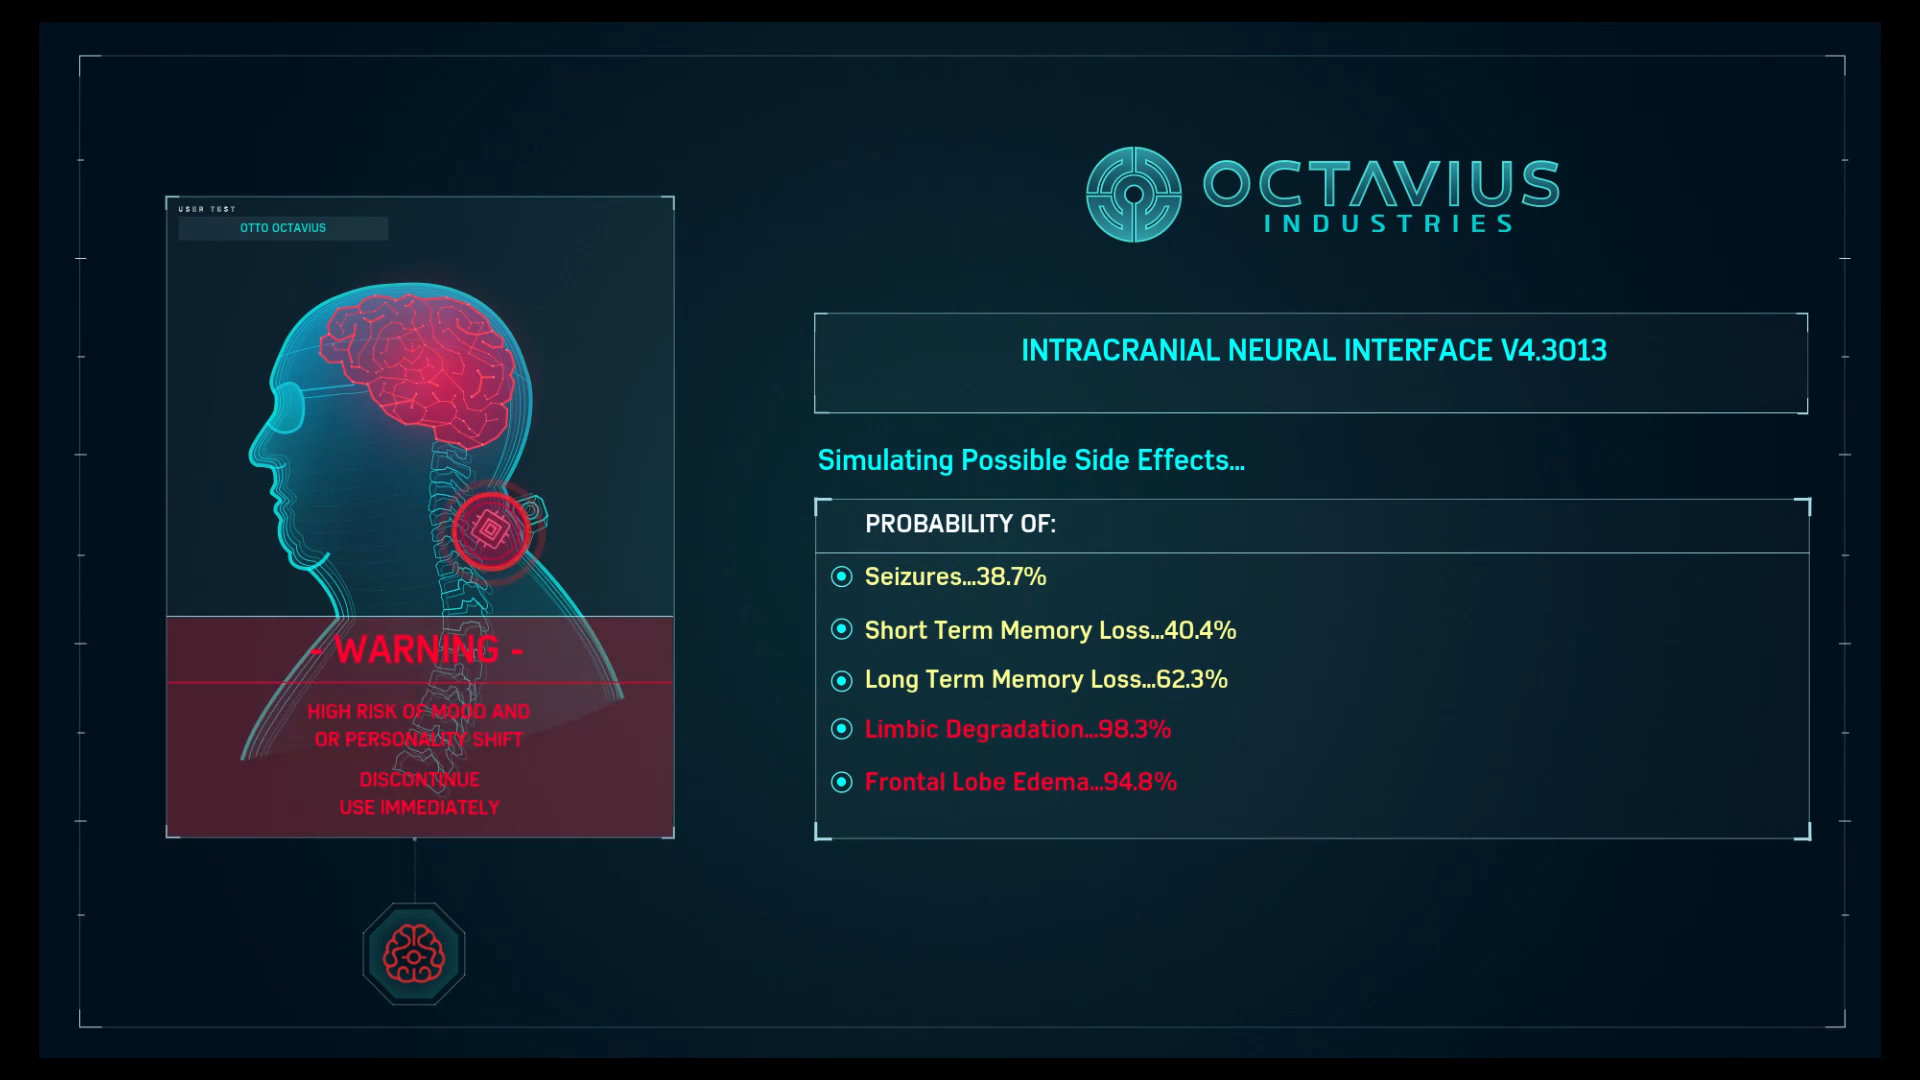 USER TEST
OTTO OCTAVIUS
- WARNING -
HIGH RISK OF MOOD AND
OR PERSONALITY SHIFT
DISCONTINUE
USE IMMEDIATELY
OCTAVIUS
INDUSTRIES
INTRACRANIAL NEURAL INTERFACE V4.3013
Simulating Possible Side Effects...
PROBABILITY OF:
Seizures...38.7%
Short Term Memory Loss...40.4%
Long Term Memory Loss...62.3%
Limbic Degradation...98.3%
Frontal Lobe Edema...94.8%